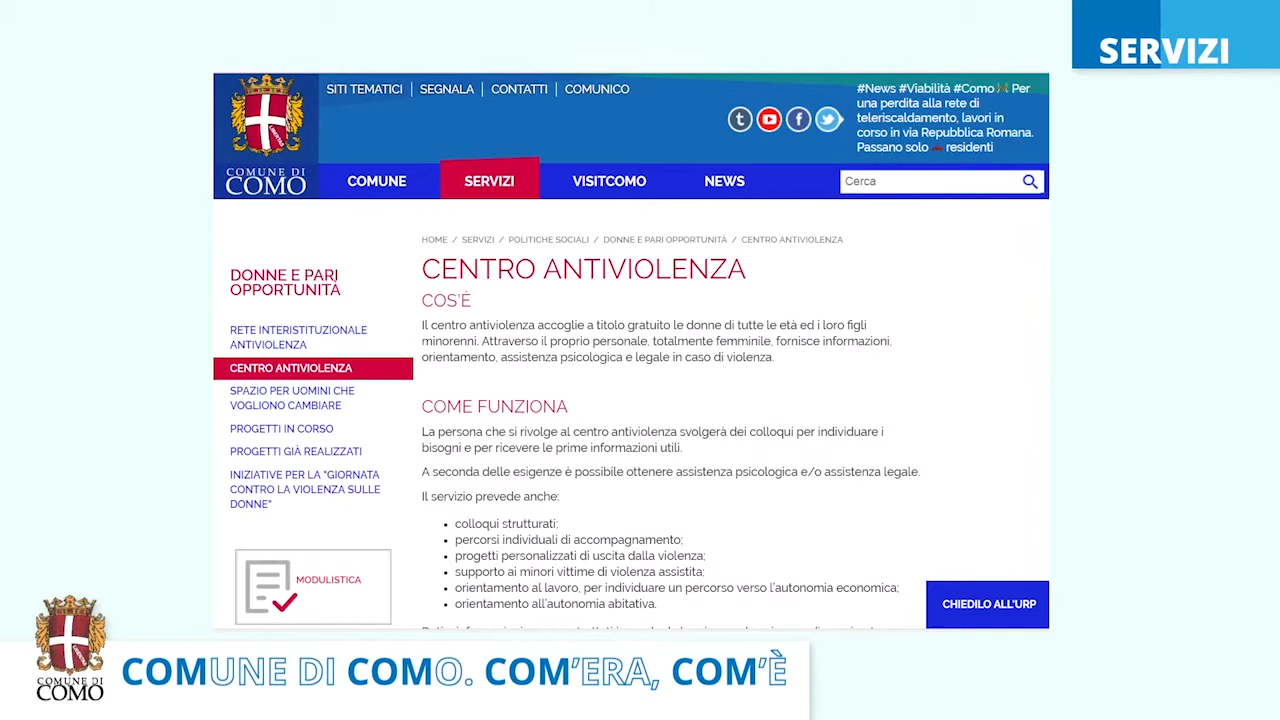 SERVIZI
SITI TEMATICI
SEGNALA
CONTATTI
COMUNICO
#News #Viabilità #Como Per
una perdita alla rete di
teleriscaldamento, lavori in
corso in via Repubblica Romana.
Passano solo residenti
COMUNE DI
COMO
COMUNE
SERVIZI
VISITCOMO
NEWS
Cerca
HOME / SERVIZI / POLITICHE SOCIALI / DONNE E PARI OPPORTUNITÀ / CENTRO ANTIVIOLENZA
DONNE E PARI
OPPORTUNITÀ
RETE INTERISTITUZIONALE
ANTIVIOLENZA
CENTRO ANTIVIOLENZA
SPAZIO PER UOMINI CHE
VOGLIONO CAMBIARE
PROGETTI IN CORSO
PROGETTI GIÀ REALIZZATI
INIZIATIVE PER LA "GIORNATA
CONTRO LA VIOLENZA SULLE
DONNE"
MODULISTICA
CENTRO ANTIVIOLENZA
COS'È
Il centro antiviolenza accoglie a titolo gratuito le donne di tutte le età ed i loro figli
minorenni. Attraverso il proprio personale, totalmente femminile, fornisce informazioni,
orientamento, assistenza psicologica e legale in caso di violenza.
COME FUNZIONA
La persona che si rivolge al centro antiviolenza svolgerà dei colloqui per individuare i
bisogni e per ricevere le prime informazioni utili.
A seconda delle esigenze è possibile ottenere assistenza psicologica e/o assistenza legale.
Il servizio prevede anche:
colloqui strutturati;
percorsi individuali di accompagnamento;
progetti personalizzati di uscita dalla violenza;
supporto ai minori vittime di violenza assistita;
orientamento al lavoro, per individuare un percorso verso l'autonomia economica;
orientamento all'autonomia abitativa.
CHIEDILO ALL'URP
COMUNE DI
COMO
COMUNE DI COMO. COM'ERA, COM'È